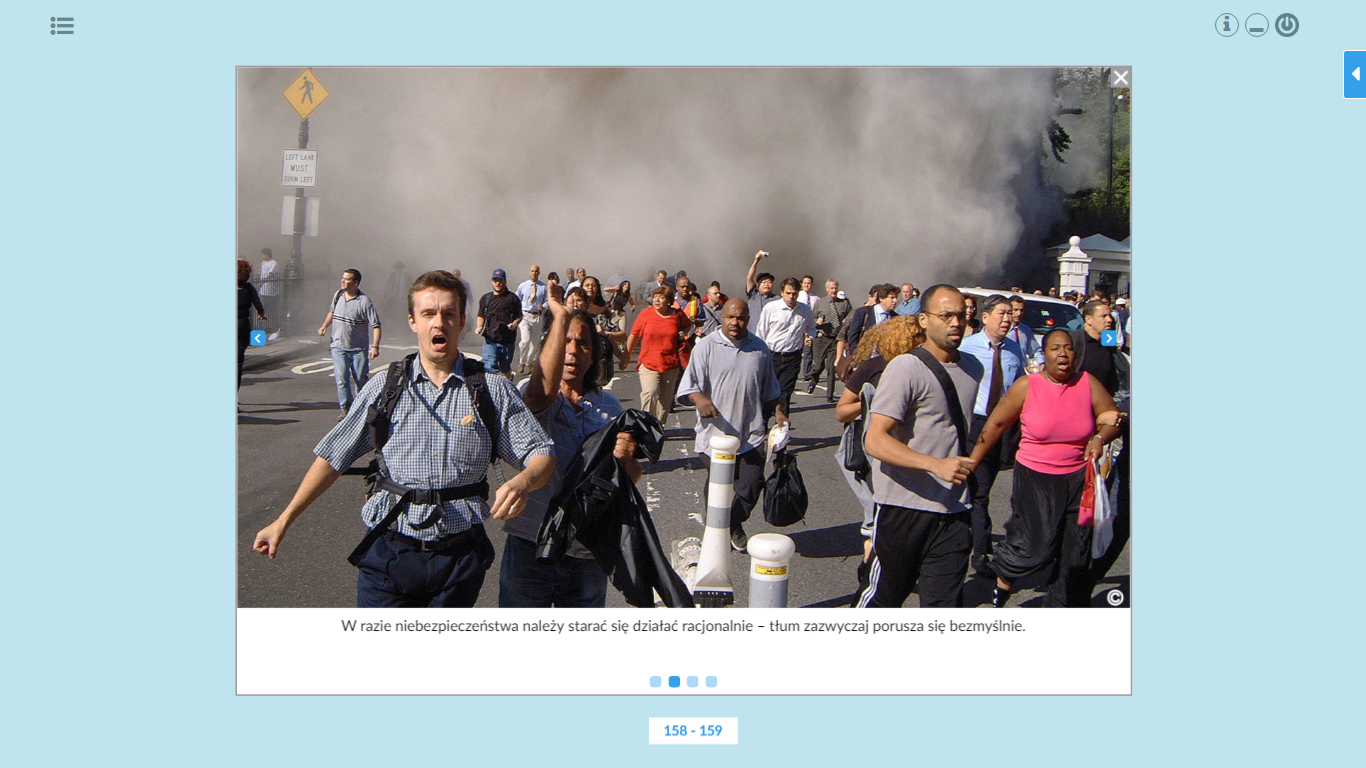 LEFT LANE
MUST
TURN LEFT
W razie niebezpieczeństwa należy starać się działać racjonalnie – tłum zazwyczaj porusza się bezmyślnie.
158 - 159